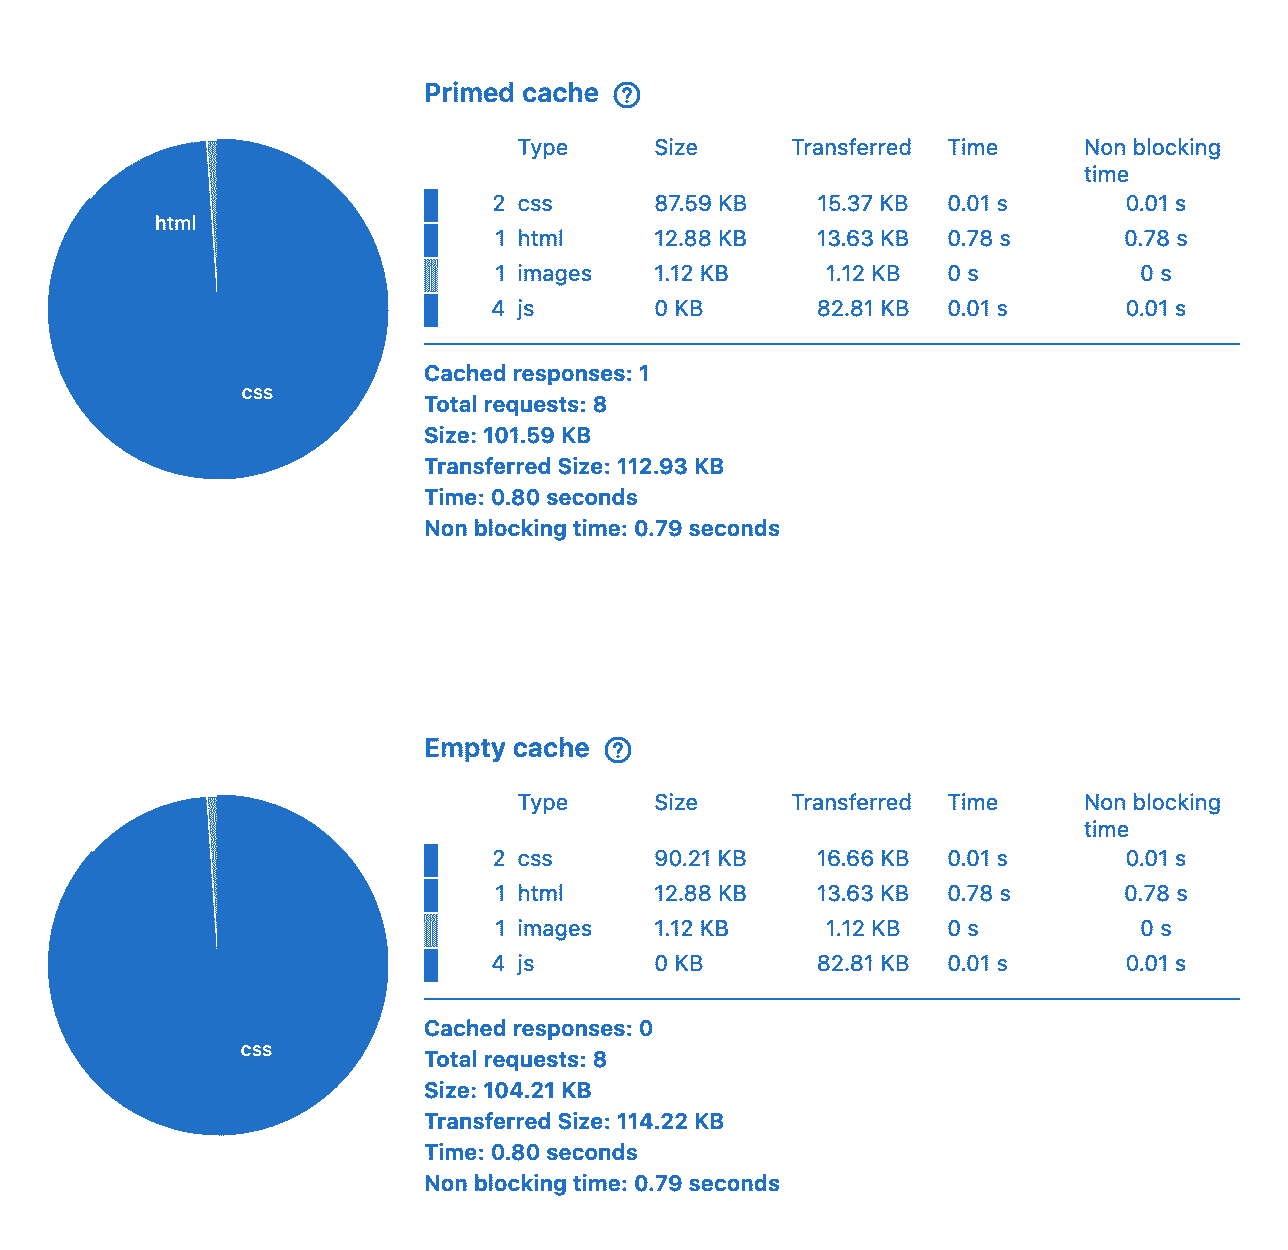 Primed cache ?
Type Size Transferred Time Non blocking time
2 css 87.59 KB 15.37 KB 0.01 s 0.01 s
1 html 12.88 KB 13.63 KB 0.78 s 0.78 s
1 images 1.12 KB 1.12 KB 0 s 0 s
4 js 0 KB 82.81 KB 0.01 s 0.01 s
html
css
Cached responses: 1
Total requests: 8
Size: 101.59 KB
Transferred Size: 112.93 KB
Time: 0.80 seconds
Non blocking time: 0.79 seconds
Empty cache ?
Type Size Transferred Time Non blocking time
2 css 90.21 KB 16.66 KB 0.01 s 0.01 s
1 html 12.88 KB 13.63 KB 0.78 s 0.78 s
1 images 1.12 KB 1.12 KB 0 s 0 s
4 js 0 KB 82.81 KB 0.01 s 0.01 s
css
Cached responses: 0
Total requests: 8
Size: 104.21 KB
Transferred Size: 114.22 KB
Time: 0.80 seconds
Non blocking time: 0.79 seconds